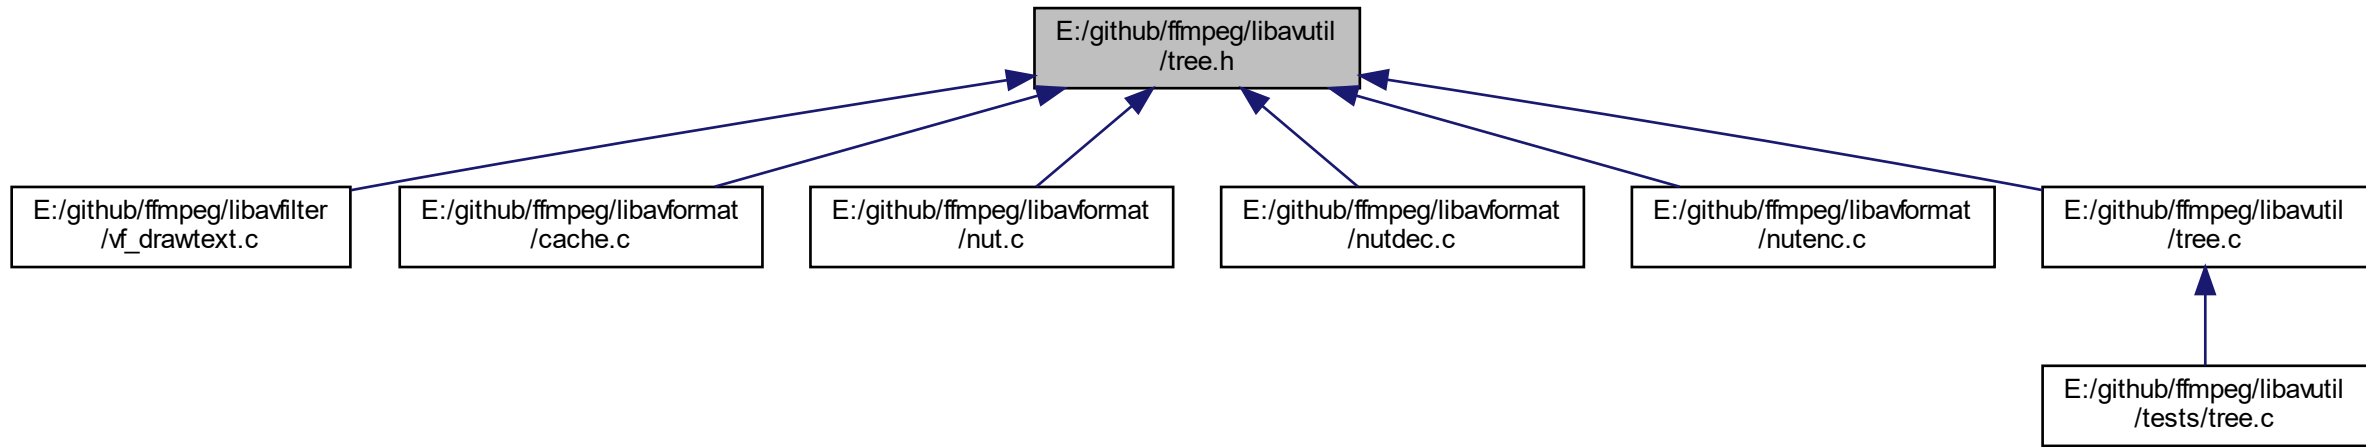 E:/github/ffmpeg/libavutil
/tree.h
E:/github/ffmpeg/libavfilter
/vf_drawtext.c
E:/github/ffmpeg/libavformat
/cache.c
E:/github/ffmpeg/libavformat
/nut.c
E:/github/ffmpeg/libavformat
/nutdec.c
E:/github/ffmpeg/libavformat
/nutenc.c
E:/github/ffmpeg/libavutil
/tree.c
E:/github/ffmpeg/libavutil
/tests/tree.c